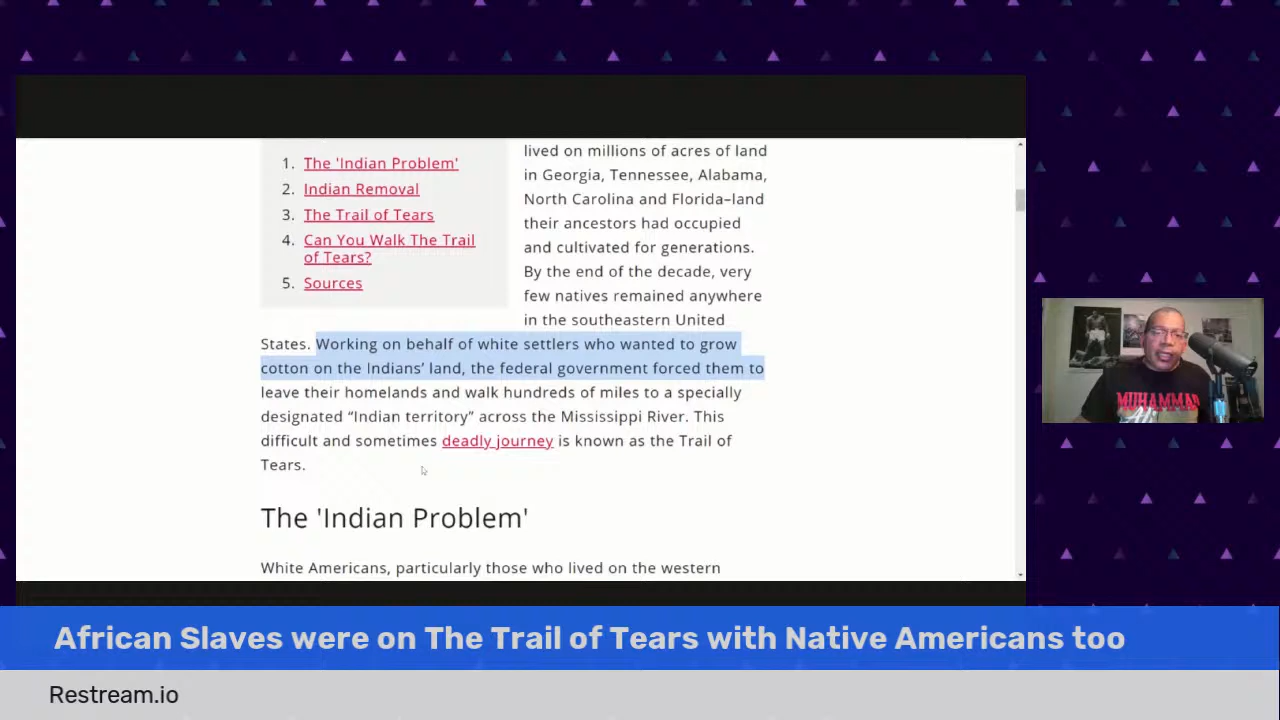 1. The 'Indian Problem'
2. Indian Removal
3. The Trail of Tears
4. Can You Walk The Trail
of Tears?
5. Sources
lived on millions of acres of land
in Georgia, Tennessee, Alabama,
North Carolina and Florida–land
their ancestors had occupied
and cultivated for generations.
By the end of the decade, very
few natives remained anywhere
in the southeastern United
States. Working on behalf of white settlers who wanted to grow
cotton on the Indians’ land, the federal government forced them to
leave their homelands and walk hundreds of miles to a specially
designated “Indian territory” across the Mississippi River. This
difficult and sometimes deadly journey is known as the Trail of
Tears.
The 'Indian Problem'
White Americans, particularly those who lived on the western
MUHAMMAD
African Slaves were on The Trail of Tears with Native Americans too
Restream.io